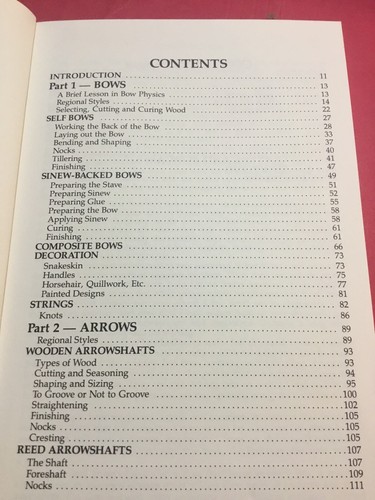 CONTENTS
INTRODUCTION 11
Part 1 — BOWS 13
A Brief Lesson in Bow Physics 13
Regional Styles 14
Selecting, Cutting and Curing Wood 22
SELF BOWS 27
Working the Back of the Bow 28
Laying out the Bow 33
Bending and Shaping 37
Nocks 40
Tillering 41
Finishing 47
SINEW-BACKED BOWS 49
Preparing the Stave 51
Preparing Sinew 52
Preparing Glue 55
Preparing the Bow 58
Applying Sinew 58
Curing 61
Finishing 61
COMPOSITE BOWS 66
DECORATION 73
Snakeskin 73
Handles 75
Horsehair, Quillwork, Etc. 77
Painted Designs 81
STRINGS 82
Knots 86
Part 2 — ARROWS 89
Regional Styles 89
WOODEN ARROWSHAFTS 93
Types of Wood 93
Cutting and Seasoning 94
Shaping and Sizing 95
To Groove or Not to Groove 100
Straightening 102
Finishing 105
Nocks 105
Cresting 105
REED ARROWSHAFTS 107
The Shaft 107
Foreshaft 109
Nocks 111